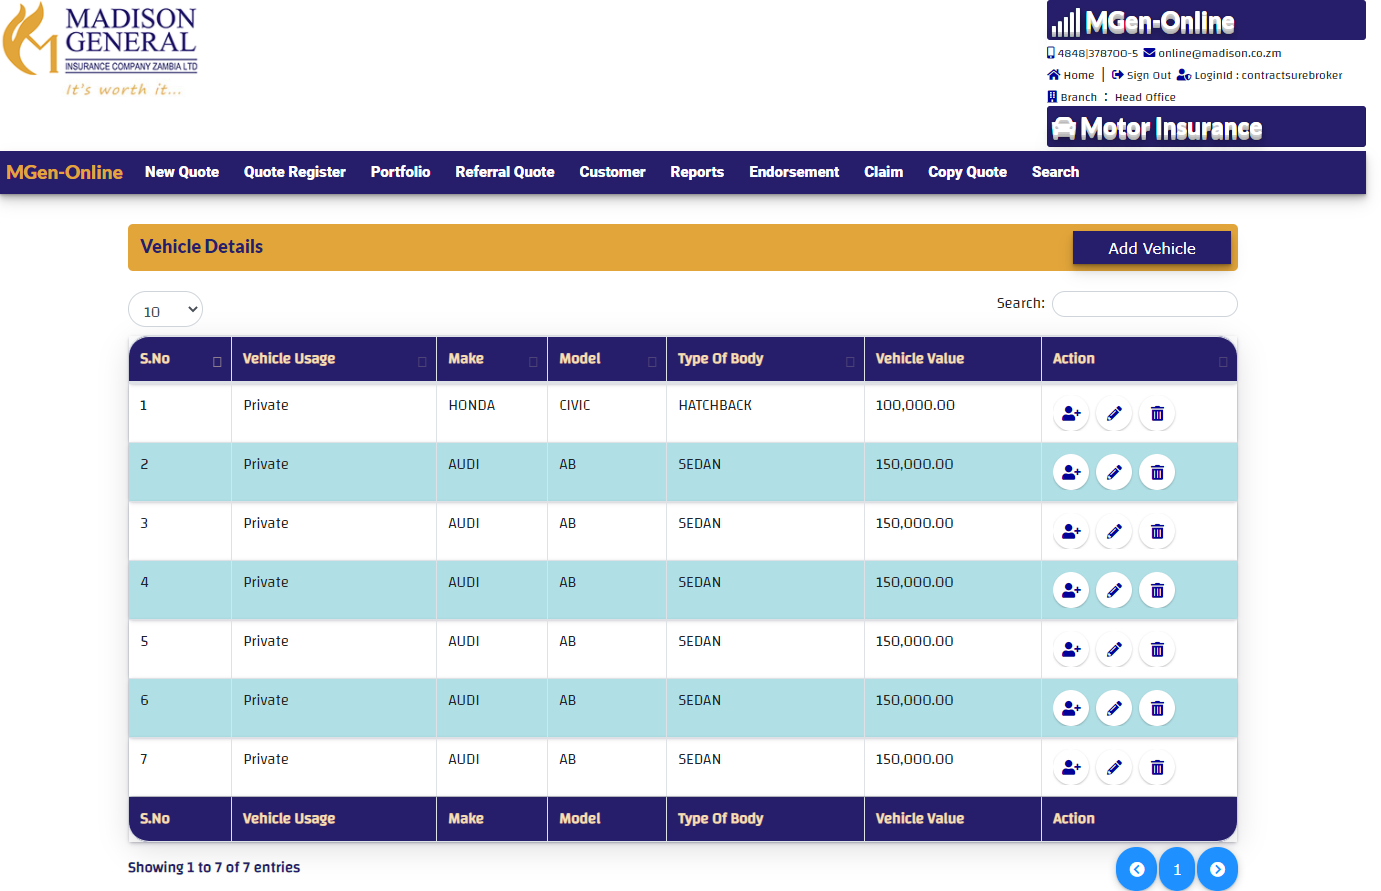 MADISON
GENERAL
INSURANCE COMPANY ZAMBIA LTD
It's worth it...
MGen-Online
4848|378700-5 online@madison.co.zm
Home | Sign Out LoginId : contractsurebroker
Branch : Head Office
Motor Insurance
MGen-Online New Quote Quote Register Portfolio Referral Quote Customer Reports Endorsement Claim Copy Quote Search
Vehicle Details Add Vehicle
10 Search:
S.No Vehicle Usage Make Model Type Of Body Vehicle Value Action
1 Private HONDA CIVIC HATCHBACK 100,000.00
2 Private AUDI AB SEDAN 150,000.00
3 Private AUDI AB SEDAN 150,000.00
4 Private AUDI AB SEDAN 150,000.00
5 Private AUDI AB SEDAN 150,000.00
6 Private AUDI AB SEDAN 150,000.00
7 Private AUDI AB SEDAN 150,000.00
S.No Vehicle Usage Make Model Type Of Body Vehicle Value Action
Showing 1 to 7 of 7 entries 1